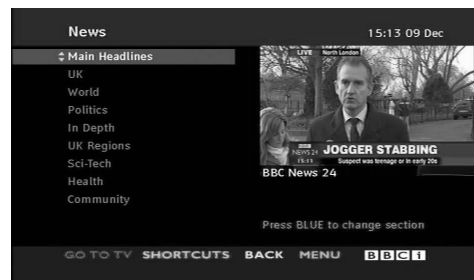 News
15:13 09 Dec
Main Headlines
UK
World
Politics
In Depth
UK Regions
Sci-Tech
Health
Community
LIVE North London
NEWS 24
15:13
JOGGER STABBING
Suspect was teenage or in early 20s
BBC News 24
Press BLUE to change section
GO TO TV SHORTCUTS BACK MENU BBCi